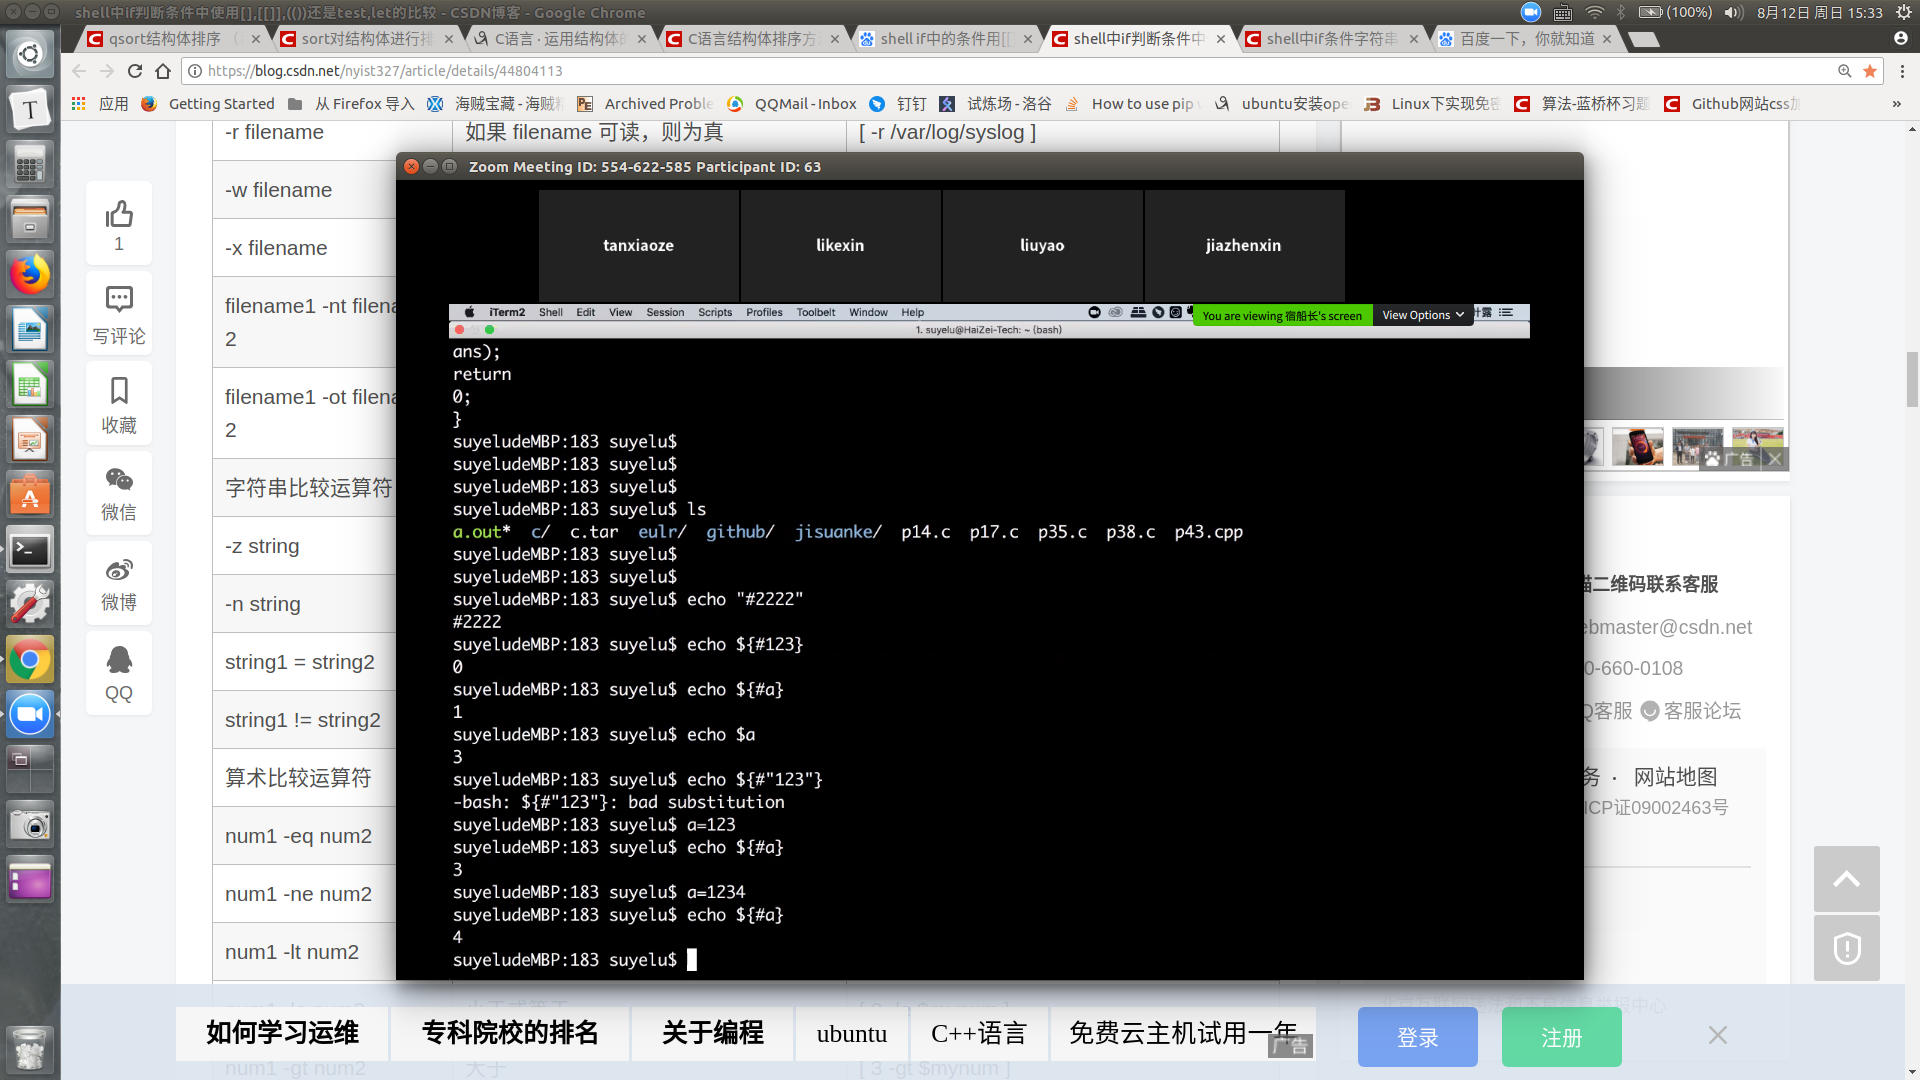 shell中if判断条件中使用[],[[]],(())还是test,let的比较 - CSDN博客 - Google Chrome
(100%) 8月12日 周日 15:33
qsort结构体排序
sort对结构体进行排
C语言 · 运用结构体的
C语言结构体排序方
shell if中的条件用[[
shell中if判断条件中
shell中if条件字符串
百度一下，你就知道
https://blog.csdn.net/nyist327/article/details/44804113
应用
Getting Started
从 Firefox 导入
海贼宝藏 - 海贼
Archived Proble
QQMail - Inbox
钉钉
试炼场 - 洛谷
How to use pip
ubuntu安装ope
Linux下实现免密
算法-蓝桥杯习题
Github网站css加
»
-r filename 如果 filename 可读，则为真 [ -r /var/log/syslog ]
-w filename
-x filename
filename1 -nt filena
2
filename1 -ot filena
2
字符串比较运算符
-z string
-n string
string1 = string2
string1 != string2
算术比较运算符
num1 -eq num2
num1 -ne num2
num1 -lt num2
num1 -gt num2 大于 [ 3 -gt $mynum ]
1
写评论
收藏
微信
微博
QQ
Zoom Meeting ID: 554-622-585 Participant ID: 63
tanxiaoze
likexin
liuyao
jiazhenxin
iTerm2 Shell Edit View Session Scripts Profiles Toolbelt Window Help
You are viewing 宿船长's screen
View Options
1. suyelu@HaiZei-Tech: ~ (bash)
ans);
return
0;
}
suyeludeMBP:183 suyelu$
suyeludeMBP:183 suyelu$
suyeludeMBP:183 suyelu$
suyeludeMBP:183 suyelu$ ls
a.out* c/ c.tar eulr/ github/ jisuanke/ p14.c p17.c p35.c p38.c p43.cpp
suyeludeMBP:183 suyelu$
suyeludeMBP:183 suyelu$
suyeludeMBP:183 suyelu$ echo "#2222"
#2222
suyeludeMBP:183 suyelu$ echo ${#123}
0
suyeludeMBP:183 suyelu$ echo ${#a}
1
suyeludeMBP:183 suyelu$ echo $a
3
suyeludeMBP:183 suyelu$ echo ${#"123"}
-bash: ${#"123"}: bad substitution
suyeludeMBP:183 suyelu$ a=123
suyeludeMBP:183 suyelu$ echo ${#a}
3
suyeludeMBP:183 suyelu$ a=1234
suyeludeMBP:183 suyelu$ echo ${#a}
4
suyeludeMBP:183 suyelu$
广告
描二维码联系客服
ebmaster@csdn.net
0-660-0108
Q客服 客服论坛
务 · 网站地图
ICP证09002463号
如何学习运维
专科院校的排名
关于编程
ubuntu
C++语言
免费云主机试用一年
广告
登录
注册